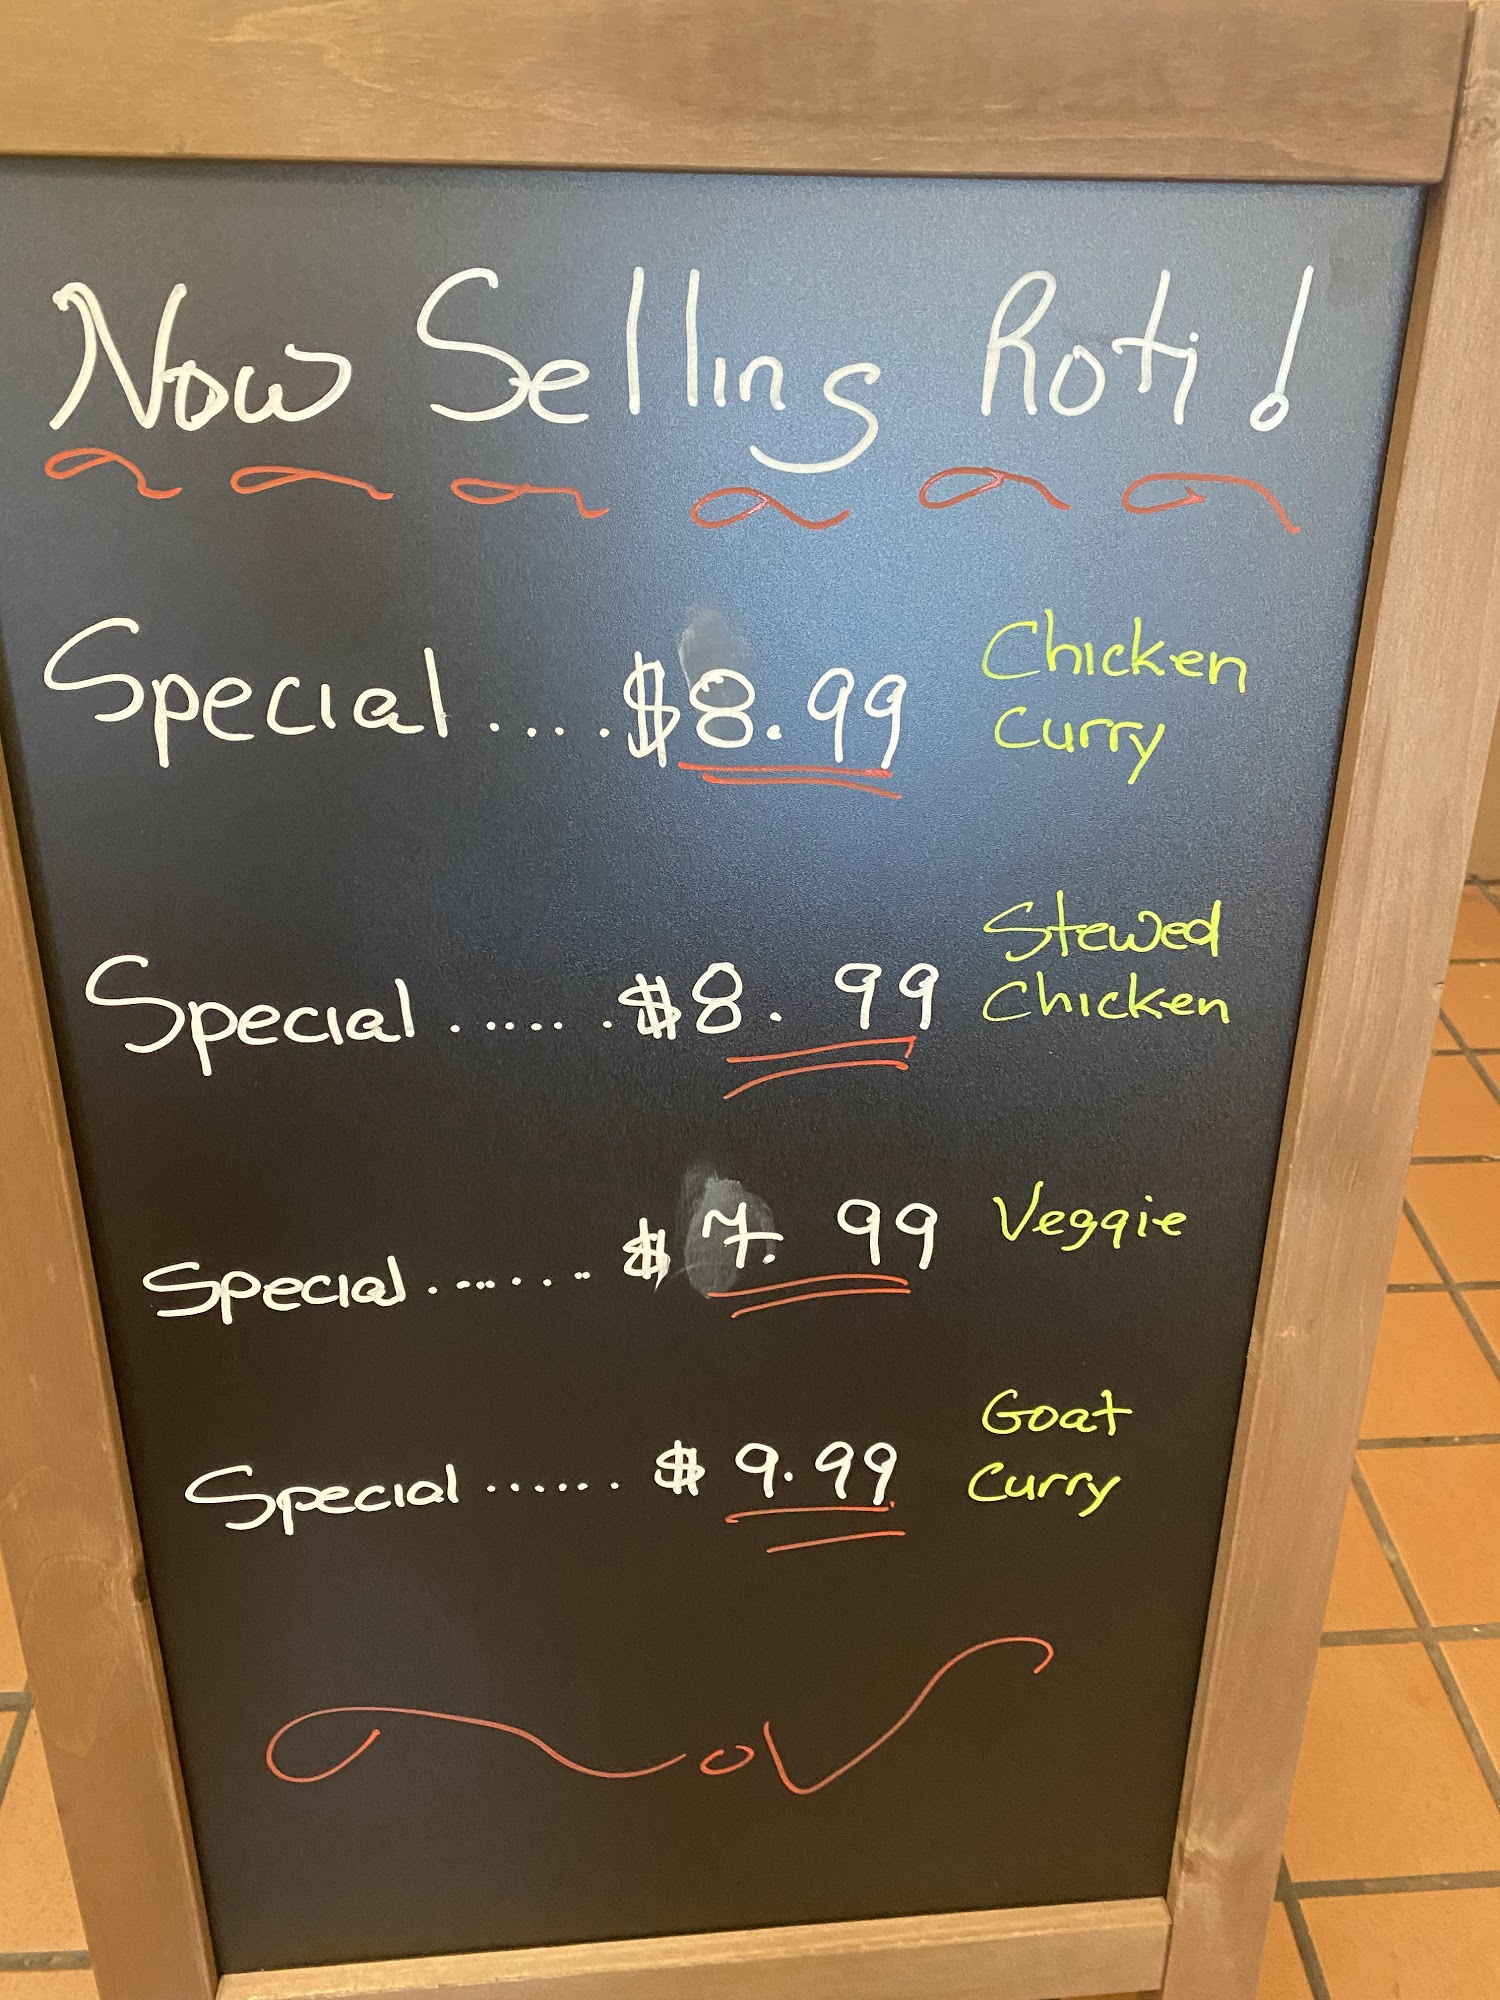 Now Selling Roti!
Special ....$8.99 Chicken
Curry
Special .......$8.99 Stewed
Chicken
Special ........ $7.99 Veggie
Special ...... $9.99 Goat
Curry